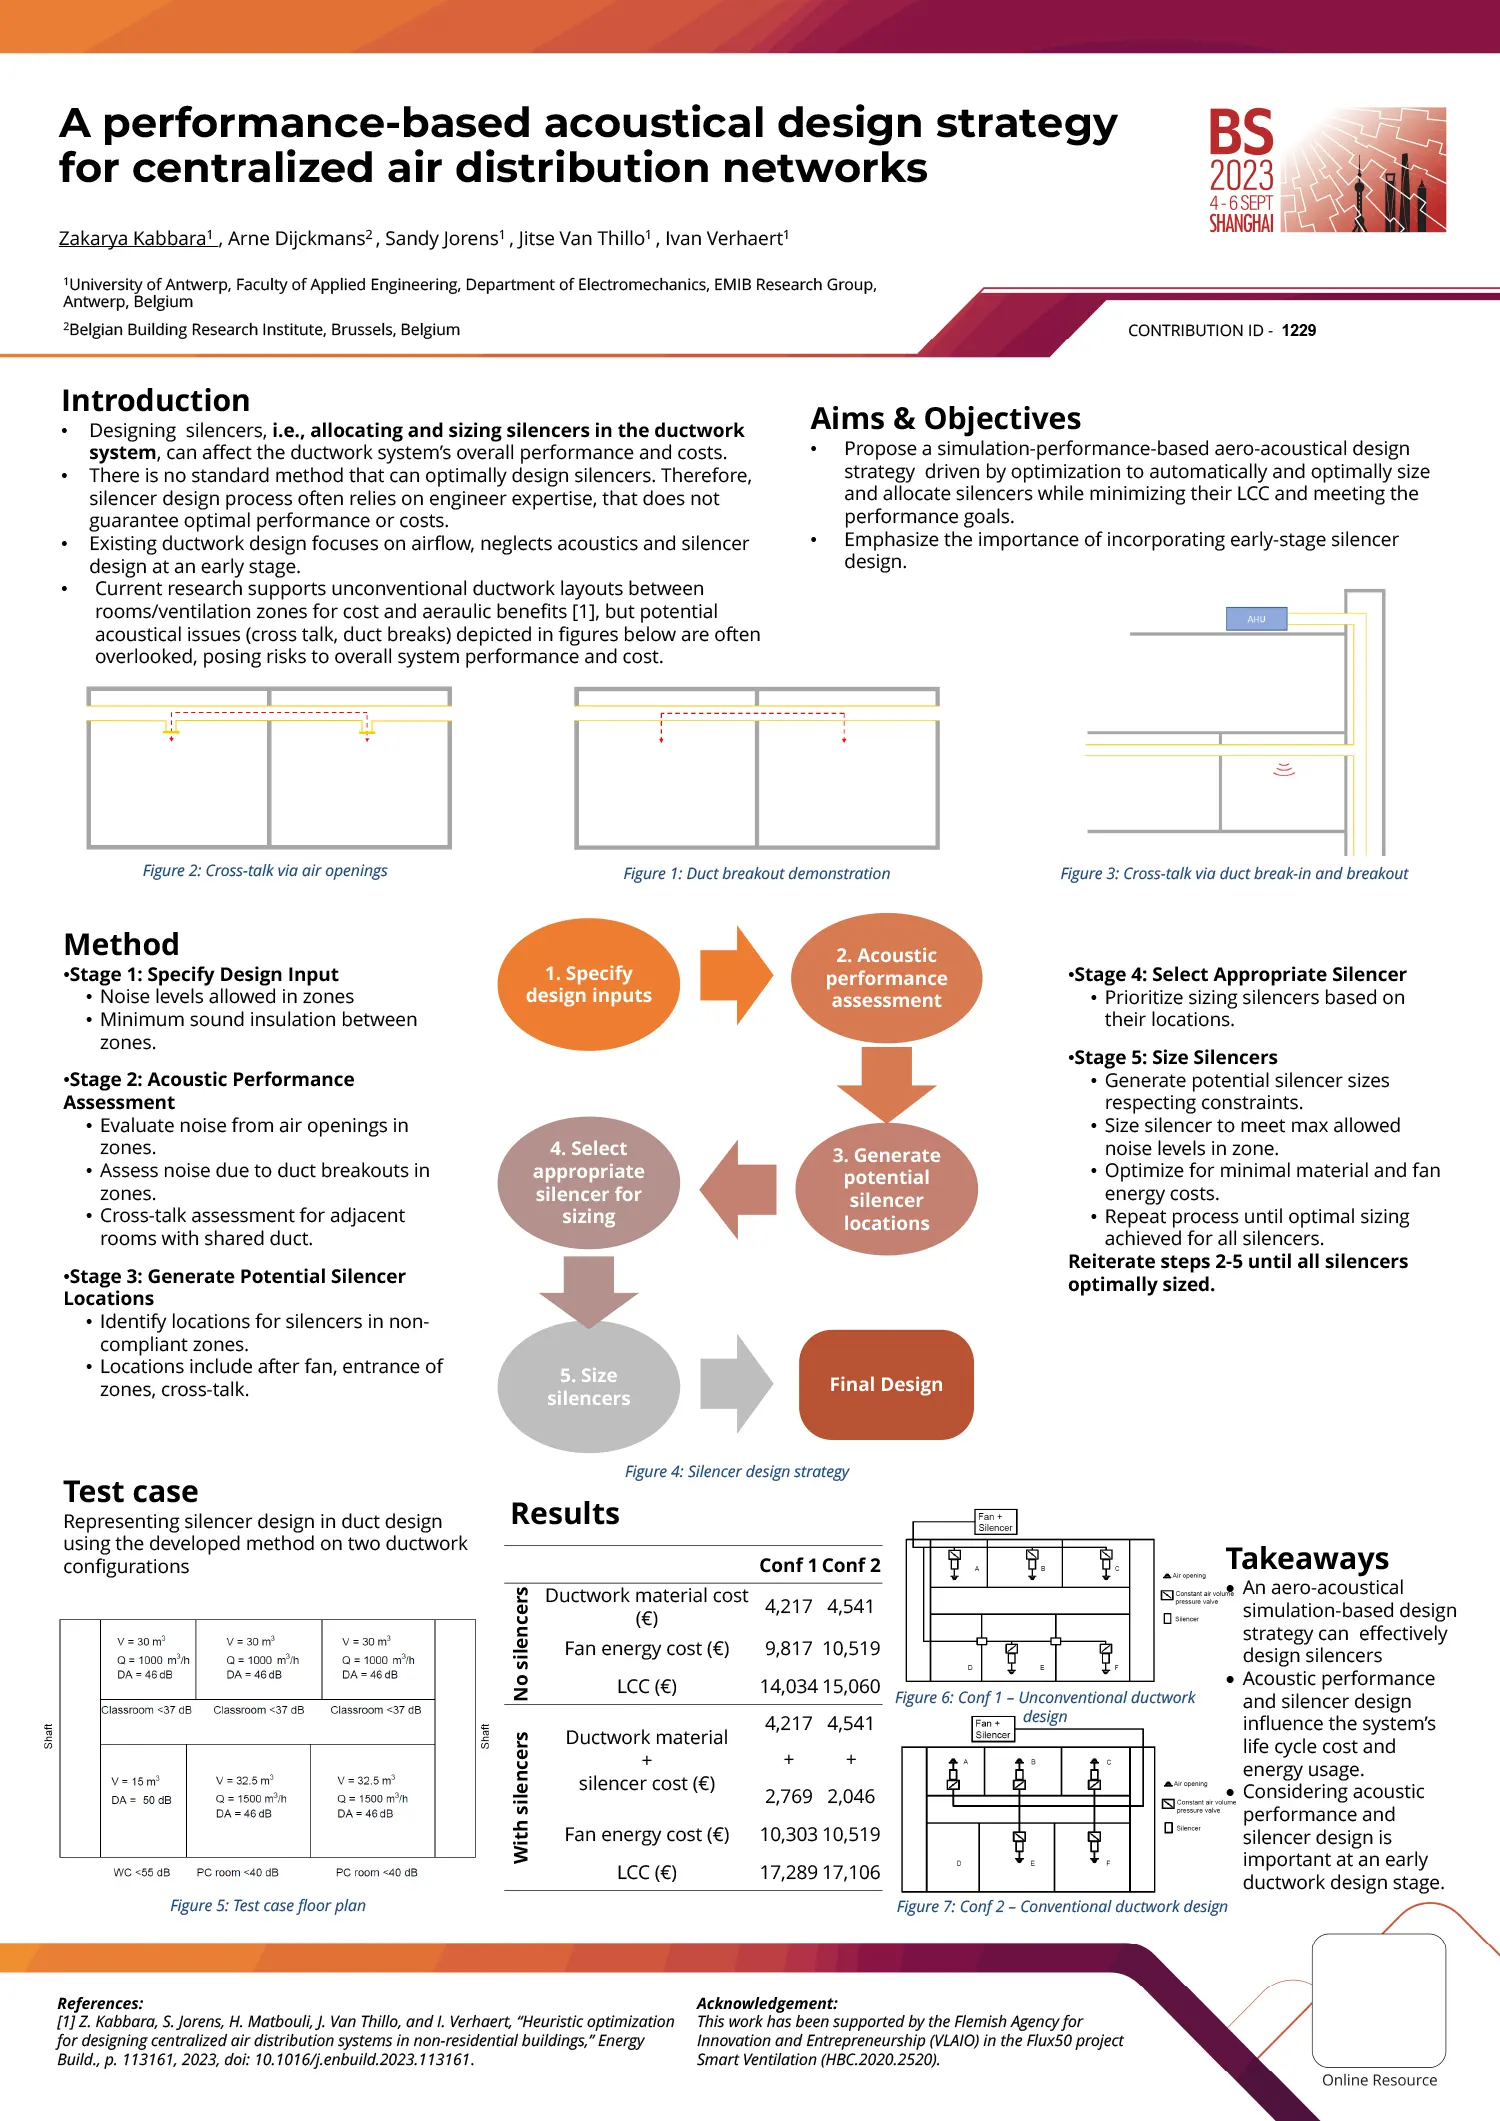 A performance-based acoustical design strategy
for centralized air distribution networks
BS
2023
4 - 6 SEPT
SHANGHAI
Zakarya Kabbara1 , Arne Dijckmans2 , Sandy Jorens1 , Jitse Van Thillo1 , Ivan Verhaert1
1University of Antwerp, Faculty of Applied Engineering, Department of Electromechanics, EMIB Research Group,
Antwerp, Belgium
2Belgian Building Research Institute, Brussels, Belgium
CONTRIBUTION ID - 1229
Introduction
• Designing silencers, i.e., allocating and sizing silencers in the ductwork
system, can affect the ductwork system's overall performance and costs.
• There is no standard method that can optimally design silencers. Therefore,
silencer design process often relies on engineer expertise, that does not
guarantee optimal performance or costs.
• Existing ductwork design focuses on airflow, neglects acoustics and silencer
design at an early stage.
• Current research supports unconventional ductwork layouts between
rooms/ventilation zones for cost and aeraulic benefits [1], but potential
acoustical issues (cross talk, duct breaks) depicted in figures below are often
overlooked, posing risks to overall system performance and cost.
Aims & Objectives
• Propose a simulation-performance-based aero-acoustical design
strategy driven by optimization to automatically and optimally size
and allocate silencers while minimizing their LCC and meeting the
performance goals.
• Emphasize the importance of incorporating early-stage silencer
design.
AHU
Figure 2: Cross-talk via air openings
Figure 1: Duct breakout demonstration
Figure 3: Cross-talk via duct break-in and breakout
Method
•Stage 1: Specify Design Input
• Noise levels allowed in zones
• Minimum sound insulation between
zones.
•Stage 2: Acoustic Performance
Assessment
• Evaluate noise from air openings in
zones.
• Assess noise due to duct breakouts in
zones.
• Cross-talk assessment for adjacent
rooms with shared duct.
•Stage 3: Generate Potential Silencer
Locations
• Identify locations for silencers in non-
compliant zones.
• Locations include after fan, entrance of
zones, cross-talk.
1. Specify
design inputs
2. Acoustic
performance
assessment
3. Generate
potential
silencer
locations
4. Select
appropriate
silencer for
sizing
5. Size
silencers
Final Design
Figure 4: Silencer design strategy
•Stage 4: Select Appropriate Silencer
• Prioritize sizing silencers based on
their locations.
•Stage 5: Size Silencers
• Generate potential silencer sizes
respecting constraints.
• Size silencer to meet max allowed
noise levels in zone.
• Optimize for minimal material and fan
energy costs.
• Repeat process until optimal sizing
achieved for all silencers.
Reiterate steps 2-5 until all silencers
optimally sized.
Test case
Representing silencer design in duct design
using the developed method on two ductwork
configurations
Shaft
V = 30 m3 V = 30 m3 V = 30 m3
Q = 1000 m3/h Q = 1000 m3/h Q = 1000 m3/h
DA = 46 dB DA = 46 dB DA = 46 dB
Classroom <37 dB Classroom <37 dB Classroom <37 dB
Shaft
V = 15 m3 V = 32.5 m3 V = 32.5 m3
DA = 50 dB Q = 1500 m3/h Q = 1500 m3/h
DA = 46 dB DA = 46 dB
WC <55 dB PC room <40 dB PC room <40 dB
Figure 5: Test case floor plan
Results
Conf 1 Conf 2
No silencers
Ductwork material cost
(€) 4,217 4,541
Fan energy cost (€) 9,817 10,519
LCC (€) 14,034 15,060
With silencers
4,217 4,541
Ductwork material
+ + +
silencer cost (€)
2,769 2,046
Fan energy cost (€) 10,303 10,519
LCC (€) 17,289 17,106
Fan +
Silencer
A B C
D E F
Air opening
Constant air volume
pressure valve
Silencer
Figure 6: Conf 1 – Unconventional ductwork
design
Fan +
Silencer
A B C
D E F
Air opening
Constant air volume
pressure valve
Silencer
Figure 7: Conf 2 – Conventional ductwork design
Takeaways
• An aero-acoustical
simulation-based design
strategy can effectively
design silencers
• Acoustic performance
and silencer design
influence the system's
life cycle cost and
energy usage.
• Considering acoustic
performance and
silencer design is
important at an early
ductwork design stage.
References:
[1] Z. Kabbara, S. Jorens, H. Matbouli, J. Van Thillo, and I. Verhaert, "Heuristic optimization
for designing centralized air distribution systems in non-residential buildings," Energy
Build., p. 113161, 2023, doi: 10.1016/j.enbuild.2023.113161.
Acknowledgement:
This work has been supported by the Flemish Agency for
Innovation and Entrepreneurship (VLAIO) in the Flux50 project
Smart Ventilation (HBC.2020.2520).
Online Resource